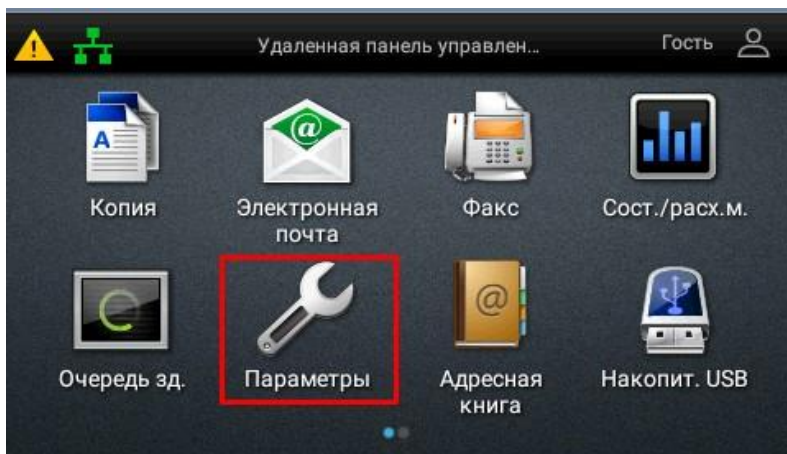 Удаленная панель управлен...
Гость
Копия
Электронная
почта
Факс
Сост./расх.м.
Очередь зд.
Параметры
Адресная
книга
Накопит. USB